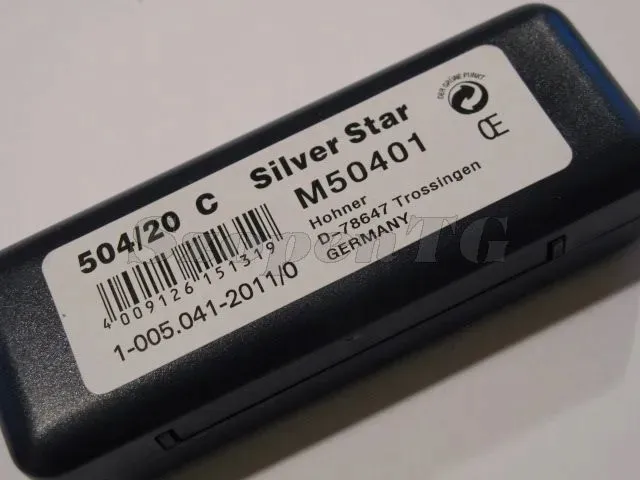 DER GRÜNE PUNKT
504/20 C Silver Star
M50401
Œ
4 009126 151319
Hohner
D-78647 Trossingen
GERMANY
1-005.041-2011/0
SzopenTG